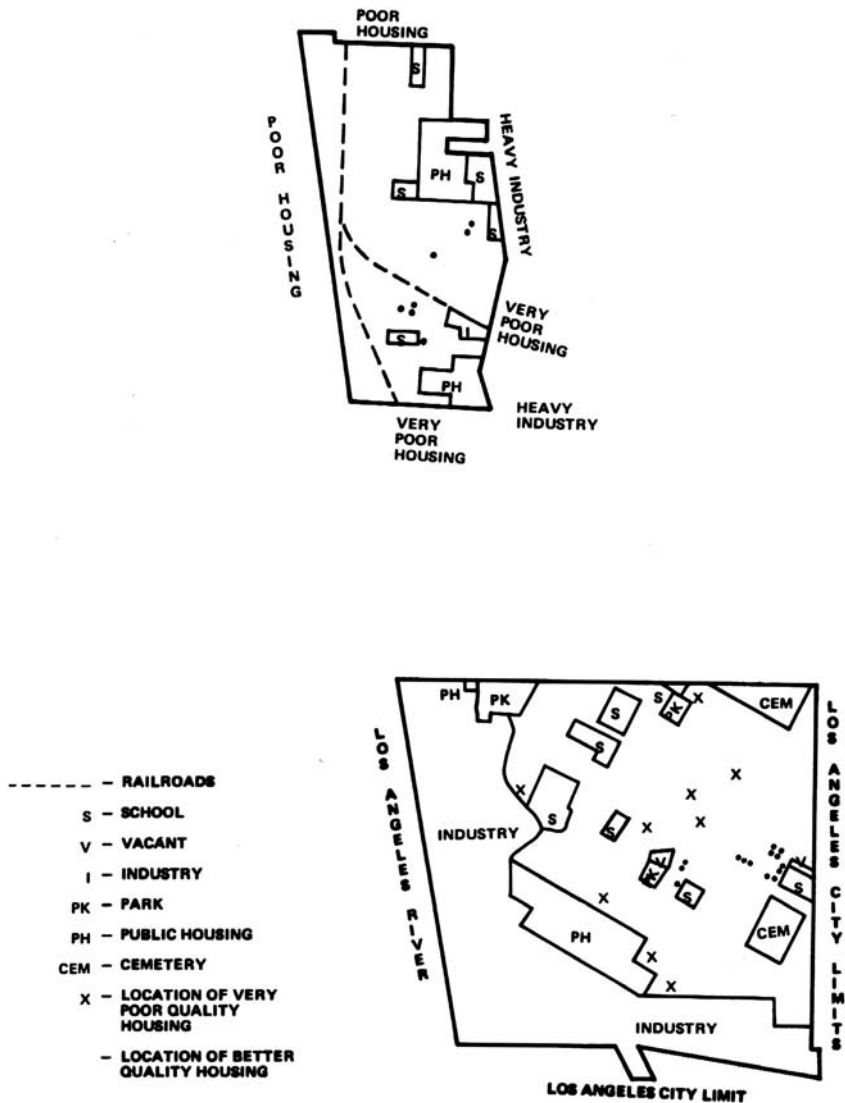 POOR
HOUSING
S
POOR HOUSING
HEAVY INDUSTRY
PH
S
S
S
VERY
POOR
HOUSING
I
S
PH
HEAVY
INDUSTRY
VERY
POOR
HOUSING
PH
PK
S
S
PK
CEM
S
LOS ANGELES RIVER
LOS ANGELES CITY LIMITS
X
X
X
X
X
X
S
S
INDUSTRY
V
PK
S
S
X
PH
CEM
X
X
INDUSTRY
LOS ANGELES CITY LIMIT
------- – RAILROADS
S – SCHOOL
V – VACANT
I – INDUSTRY
PK – PARK
PH – PUBLIC HOUSING
CEM – CEMETERY
X – LOCATION OF VERY
POOR QUALITY
HOUSING
– LOCATION OF BETTER
QUALITY HOUSING